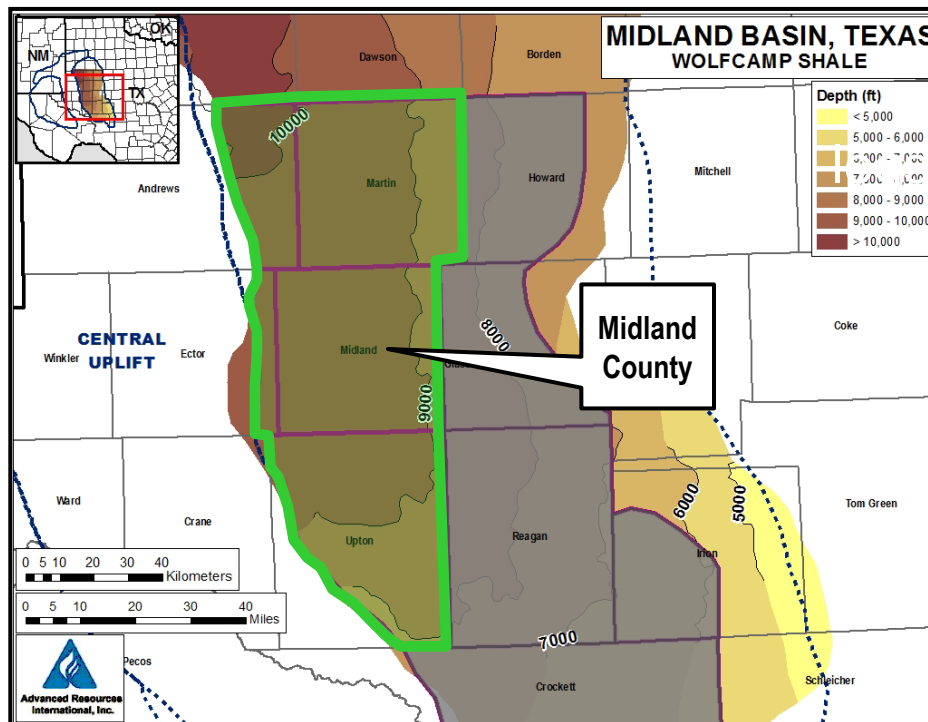 MIDLAND BASIN, TEXAS
WOLFCAMP SHALE
OK
NM
TX
Depth (ft)
< 5,000
5,000 - 6,000
8,000 - 9,000
9,000 - 10,000
> 10,000
Dawson
Borden
10000
Andrews
Martin
Howard
Mitchell
CENTRAL
UPLIFT
Winkler
Ector
Midland
8000
Midland
County
Coke
9000
Ward
Crane
Upton
Reagan
6000
5000
Irion
Tom Green
0 5 10 20 30 40
Kilometers
0 5 10 20 30 40
Miles
7000
Pecos
Crockett
Schleicher
Advanced Resources
International, Inc.